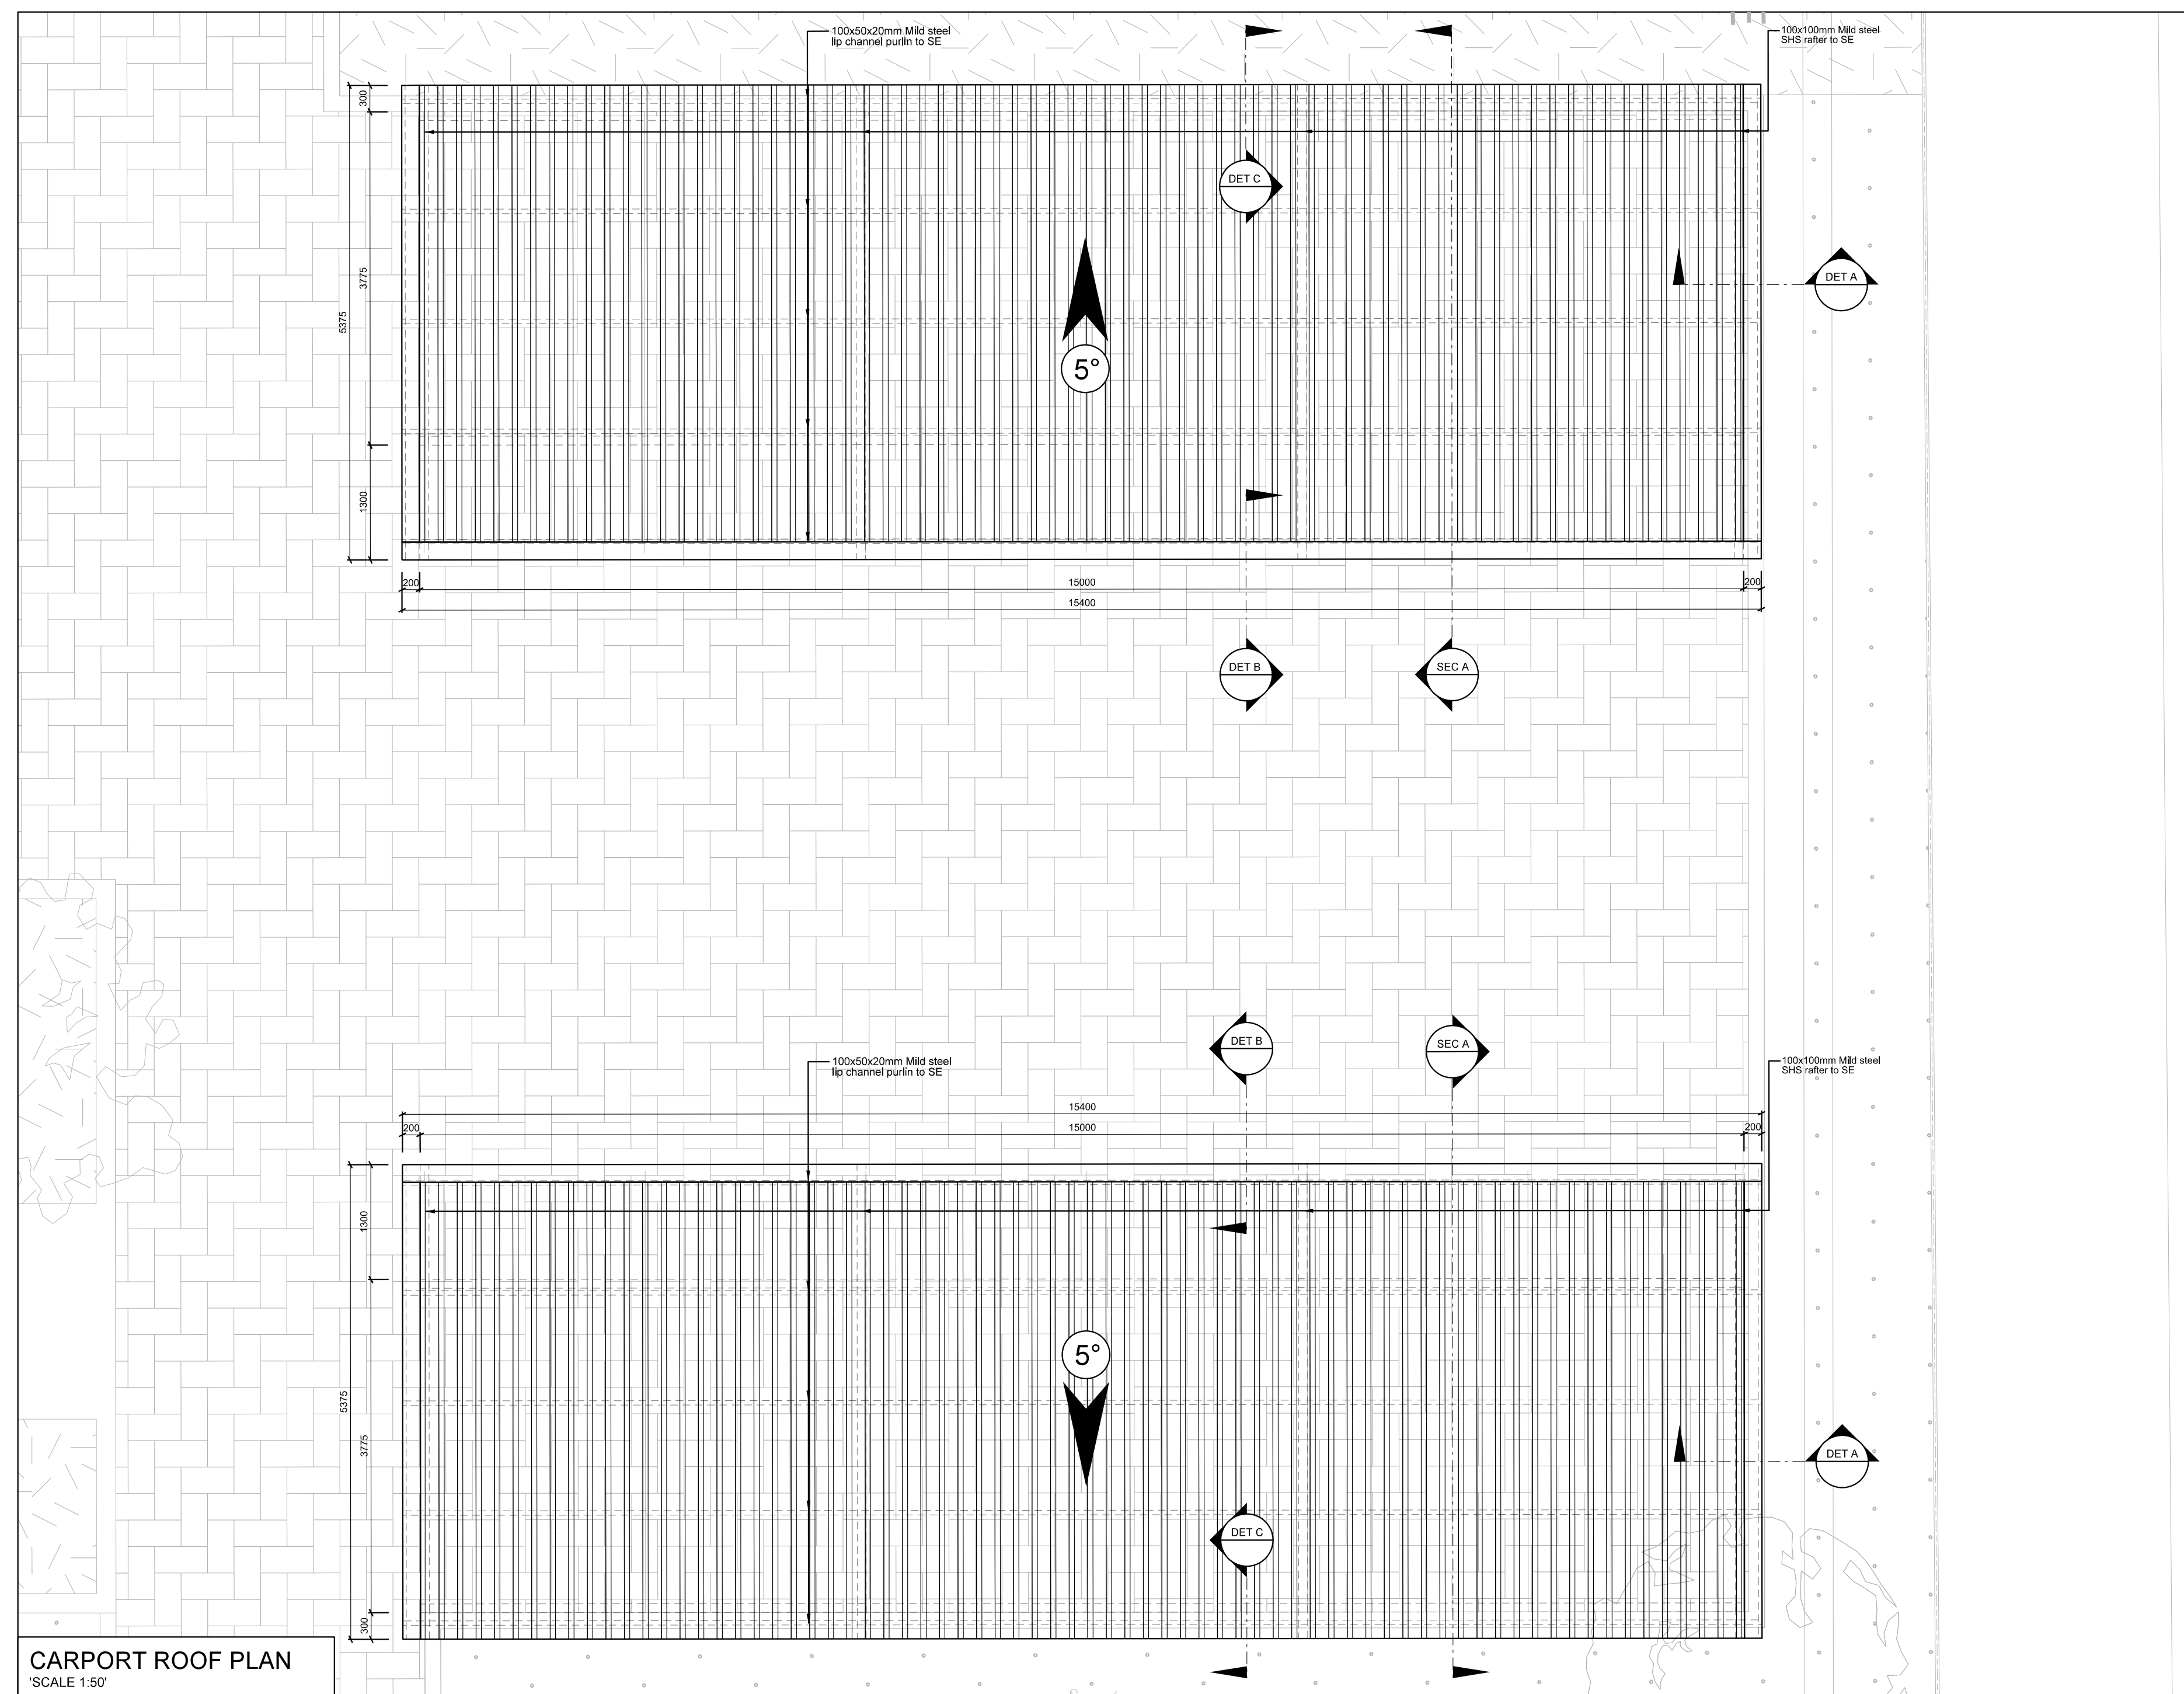 100x50x20mm Mild steel
lip channel purlin to SE
100x100mm Mild steel
SHS rafter to SE
300
3775
5375
1300
DET C
DET A
5°
200
15000
200
15400
DET B
SEC A
DET B
SEC A
100x50x20mm Mild steel
lip channel purlin to SE
100x100mm Mild steel
SHS rafter to SE
15400
200
15000
200
1300
5375
3775
300
5°
DET A
DET C
CARPORT ROOF PLAN
'SCALE 1:50'